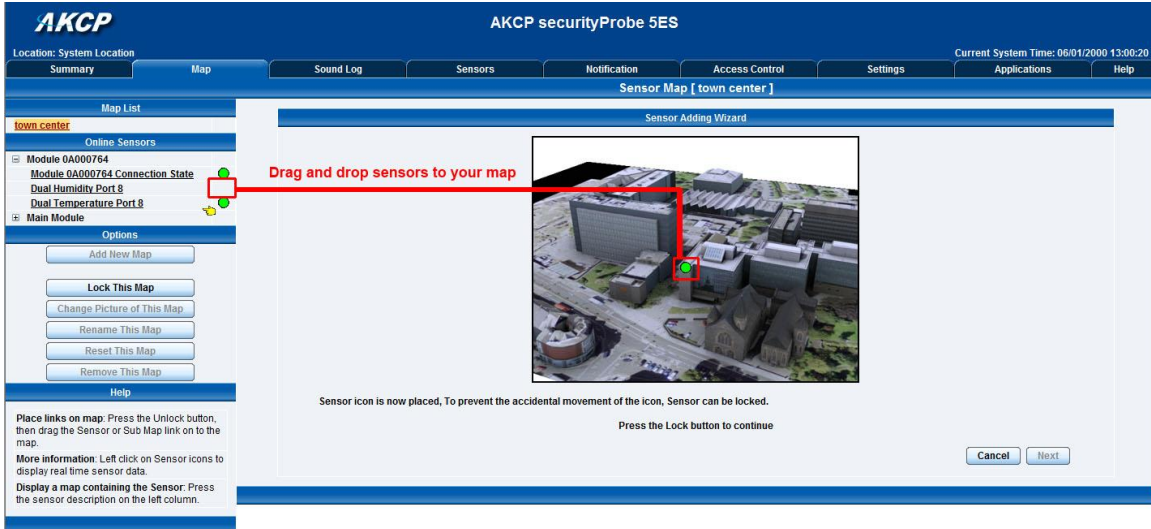 AKCP
AKCP securityProbe 5ES
Location: System Location
Current System Time: 06/01/2000 13:00:20
Summary Map Sound Log Sensors Notification Access Control Settings Applications Help
Sensor Map [ town center ]
Map List
town center
Online Sensors
Module 0A000764
Module 0A000764 Connection State
Dual Humidity Port 8
Dual Temperature Port 8
Main Module
Options
Add New Map
Lock This Map
Change Picture of This Map
Rename This Map
Reset This Map
Remove This Map
Help
Place links on map: Press the Unlock button,
then drag the Sensor or Sub Map link on to the
map.
More information: Left click on Sensor icons to
display real time sensor data.
Display a map containing the Sensor: Press
the sensor description on the left column.
Sensor Adding Wizard
Drag and drop sensors to your map
Sensor icon is now placed, To prevent the accidental movement of the icon, Sensor can be locked.
Press the Lock button to continue
Cancel Next